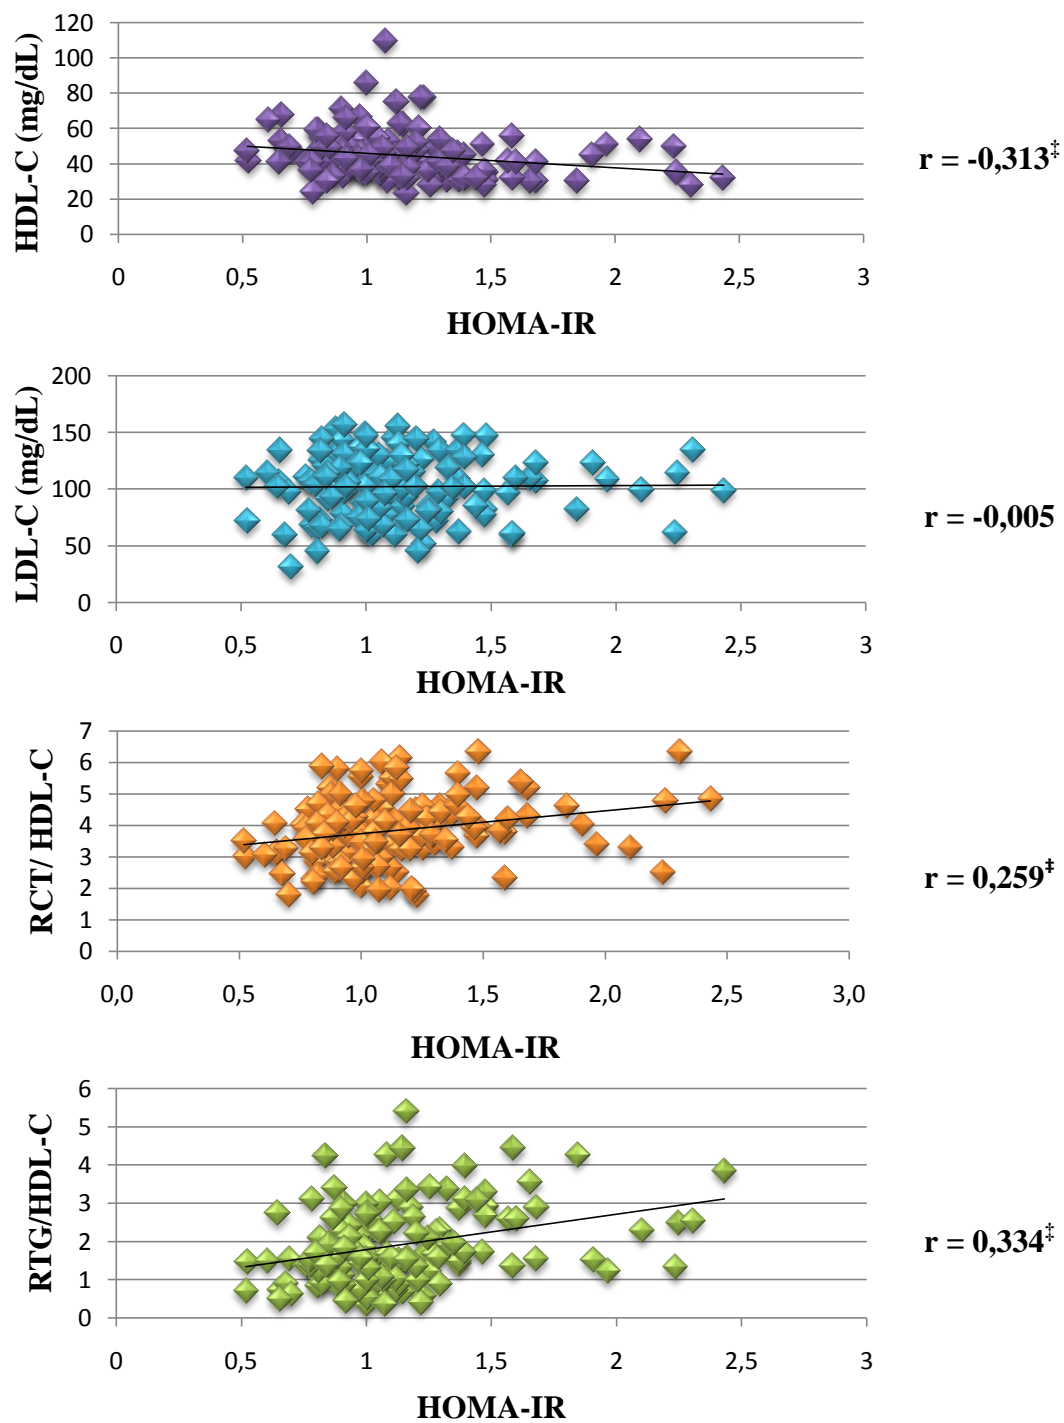 HDL-C (mg/dL)
120
100
80
60
40
20
0
0 0,5 1 1,5 2 2,5 3
HOMA-IR
r = -0,313‡
LDL-C (mg/dL)
200
150
100
50
0
0 0,5 1 1,5 2 2,5 3
HOMA-IR
r = -0,005
RCT/ HDL-C
7
6
5
4
3
2
1
0
0,0 0,5 1,0 1,5 2,0 2,5 3,0
HOMA-IR
r = 0,259‡
RTG/HDL-C
6
5
4
3
2
1
0
0 0,5 1 1,5 2 2,5 3
HOMA-IR
r = 0,334‡